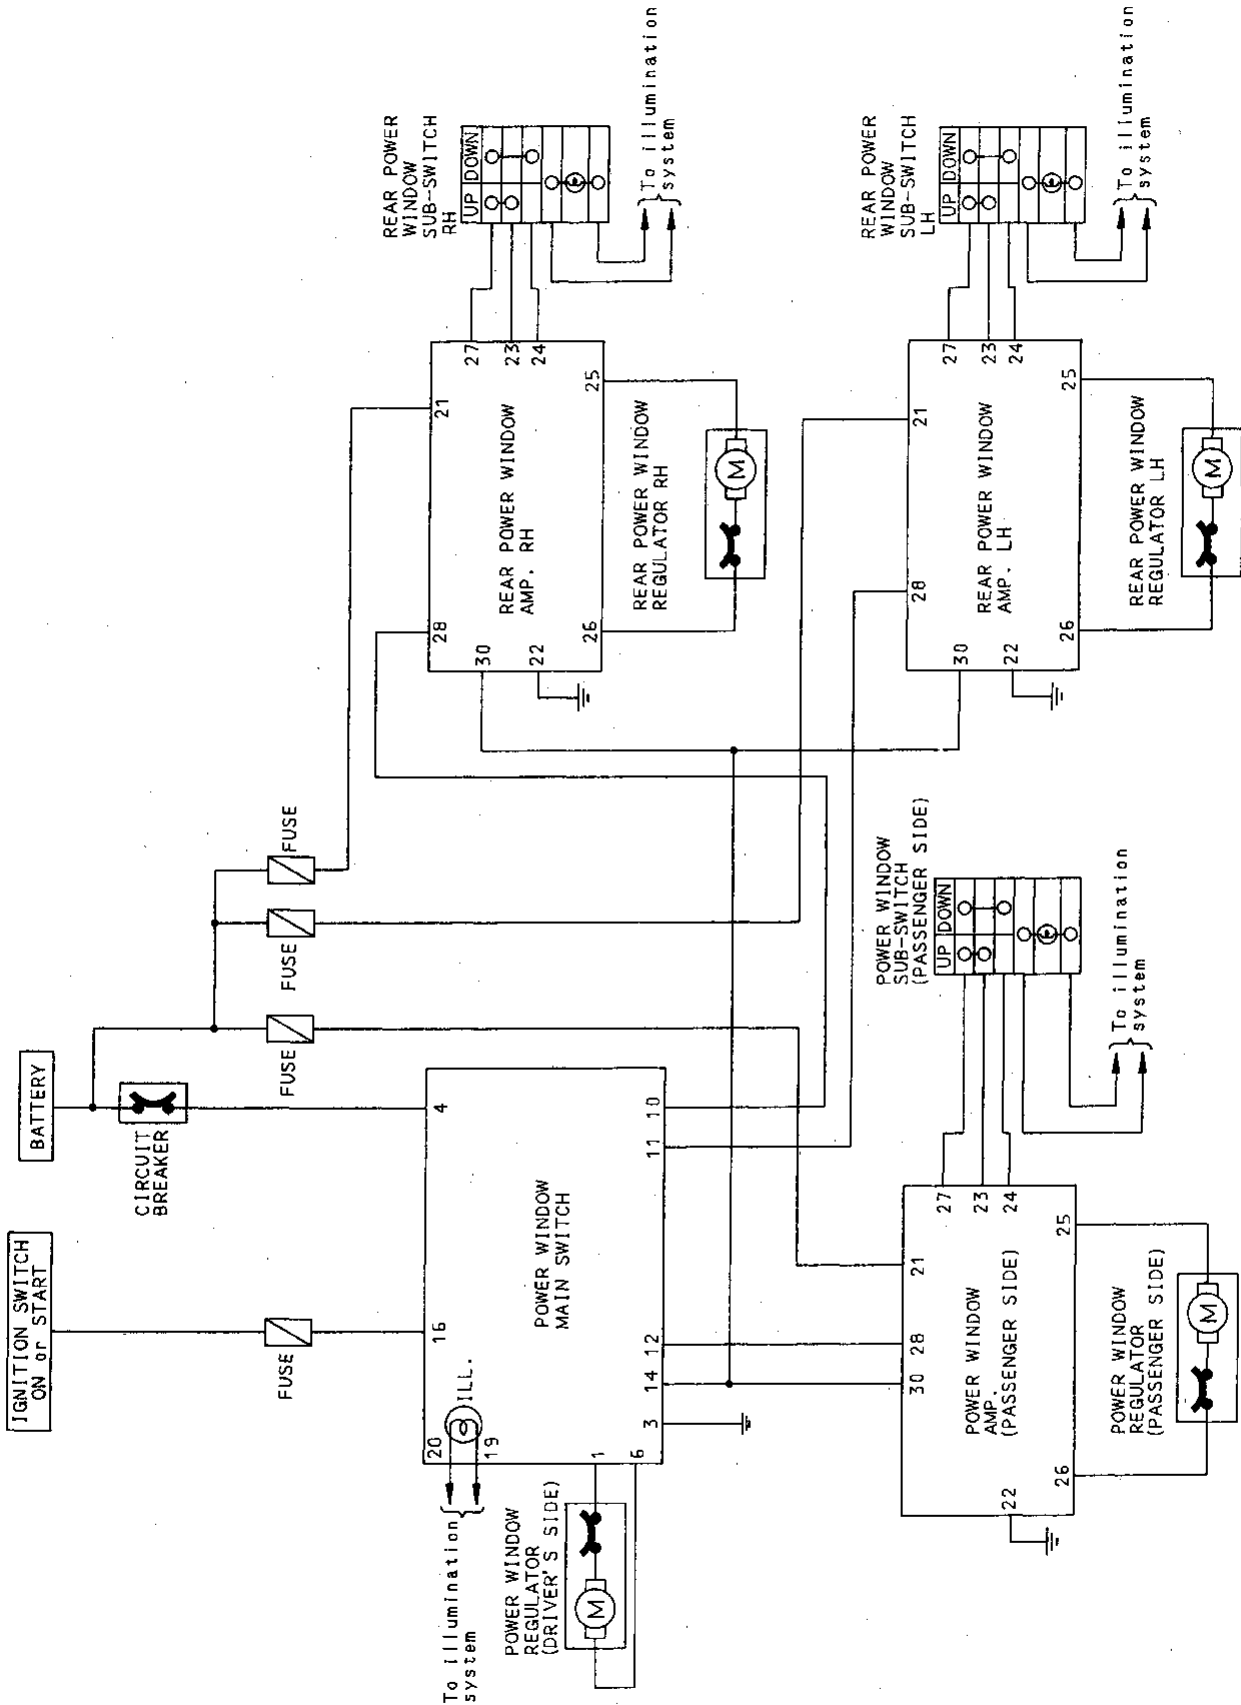 IGNITION SWITCH
ON or START
BATTERY
CIRCUIT
BREAKER
FUSE
FUSE
FUSE
FUSE
To illumination
system
20
19
ILL.
16
4
POWER WINDOW
MAIN SWITCH
1
6
3
14
12
11
10
POWER WINDOW
REGULATOR
(DRIVER'S SIDE)
M
REAR POWER WINDOW
AMP. RH
21
28
30
22
26
25
27
23
24
REAR POWER
WINDOW
SUB-SWITCH
RH
UP DOWN
To illumination
system
REAR POWER WINDOW
REGULATOR RH
M
REAR POWER WINDOW
AMP. LH
21
28
30
22
26
25
27
23
24
REAR POWER
WINDOW
SUB-SWITCH
LH
UP DOWN
To illumination
system
REAR POWER WINDOW
REGULATOR LH
M
POWER WINDOW
AMP.
(PASSENGER SIDE)
21
28
30
22
26
25
27
23
24
POWER WINDOW
SUB-SWITCH
(PASSENGER SIDE)
UP DOWN
To illumination
system
POWER WINDOW
REGULATOR
(PASSENGER SIDE)
M